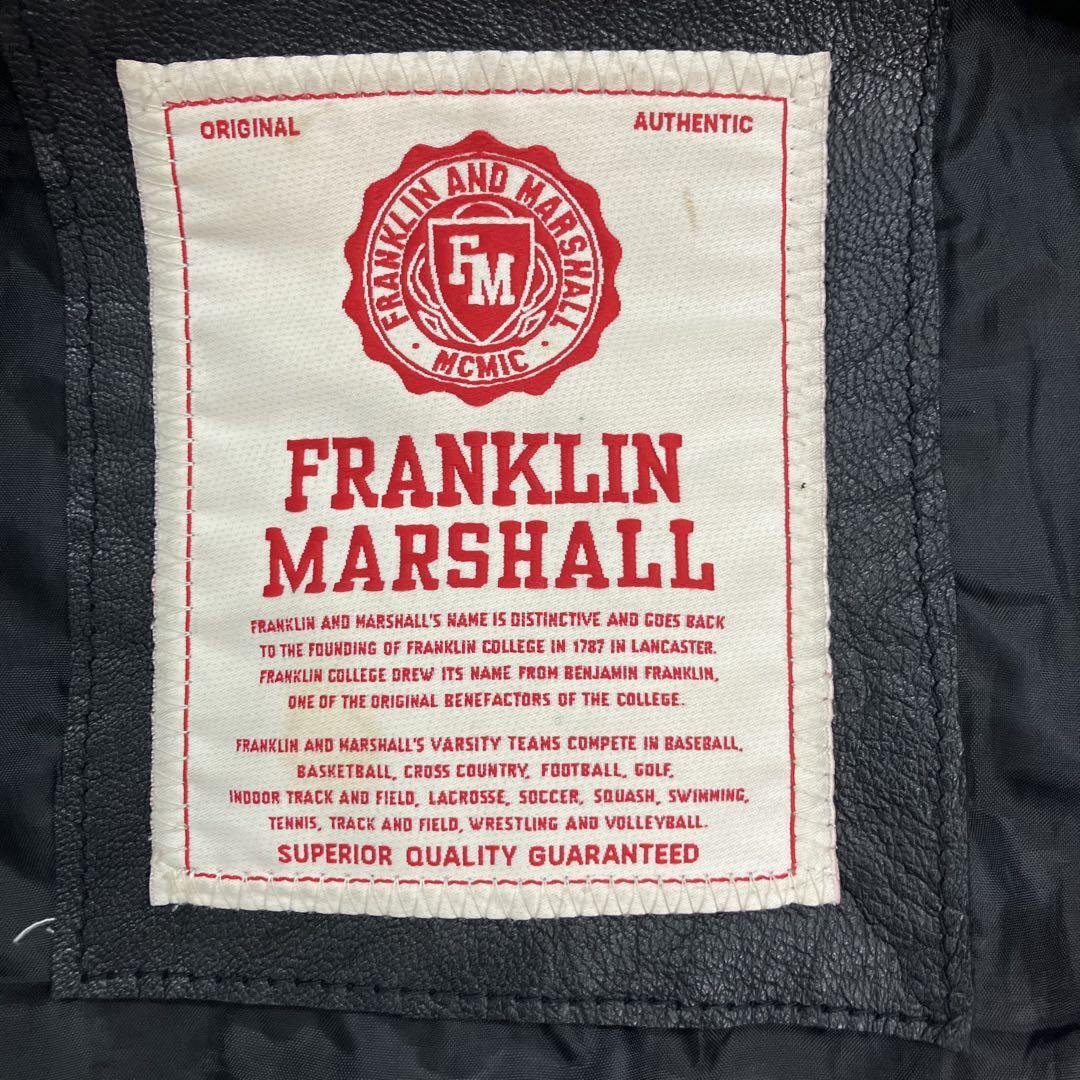 ORIGINAL
AUTHENTIC
FRANKLIN AND MARSHALL
FM
· MCMIC ·
FRANKLIN
MARSHALL
FRANKLIN AND MARSHALL'S NAME IS DISTINCTIVE AND GOES BACK
TO THE FOUNDING OF FRANKLIN COLLEGE IN 1787 IN LANCASTER.
FRANKLIN COLLEGE DREW ITS NAME FROM BENJAMIN FRANKLIN,
ONE OF THE ORIGINAL BENEFACTORS OF THE COLLEGE.
FRANKLIN AND MARSHALL'S VARSITY TEAMS COMPETE IN BASEBALL,
BASKETBALL, CROSS COUNTRY, FOOTBALL, GOLF,
INDOOR TRACK AND FIELD, LACROSSE, SOCCER, SQUASH, SWIMMING,
TENNIS, TRACK AND FIELD, WRESTLING AND VOLLEYBALL.
SUPERIOR QUALITY GUARANTEED